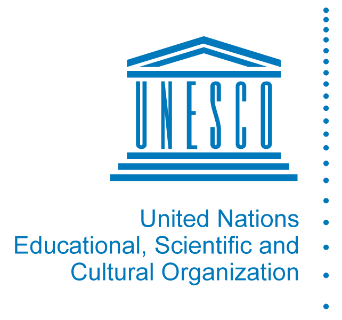 UNESCO
United Nations
Educational, Scientific and
Cultural Organization